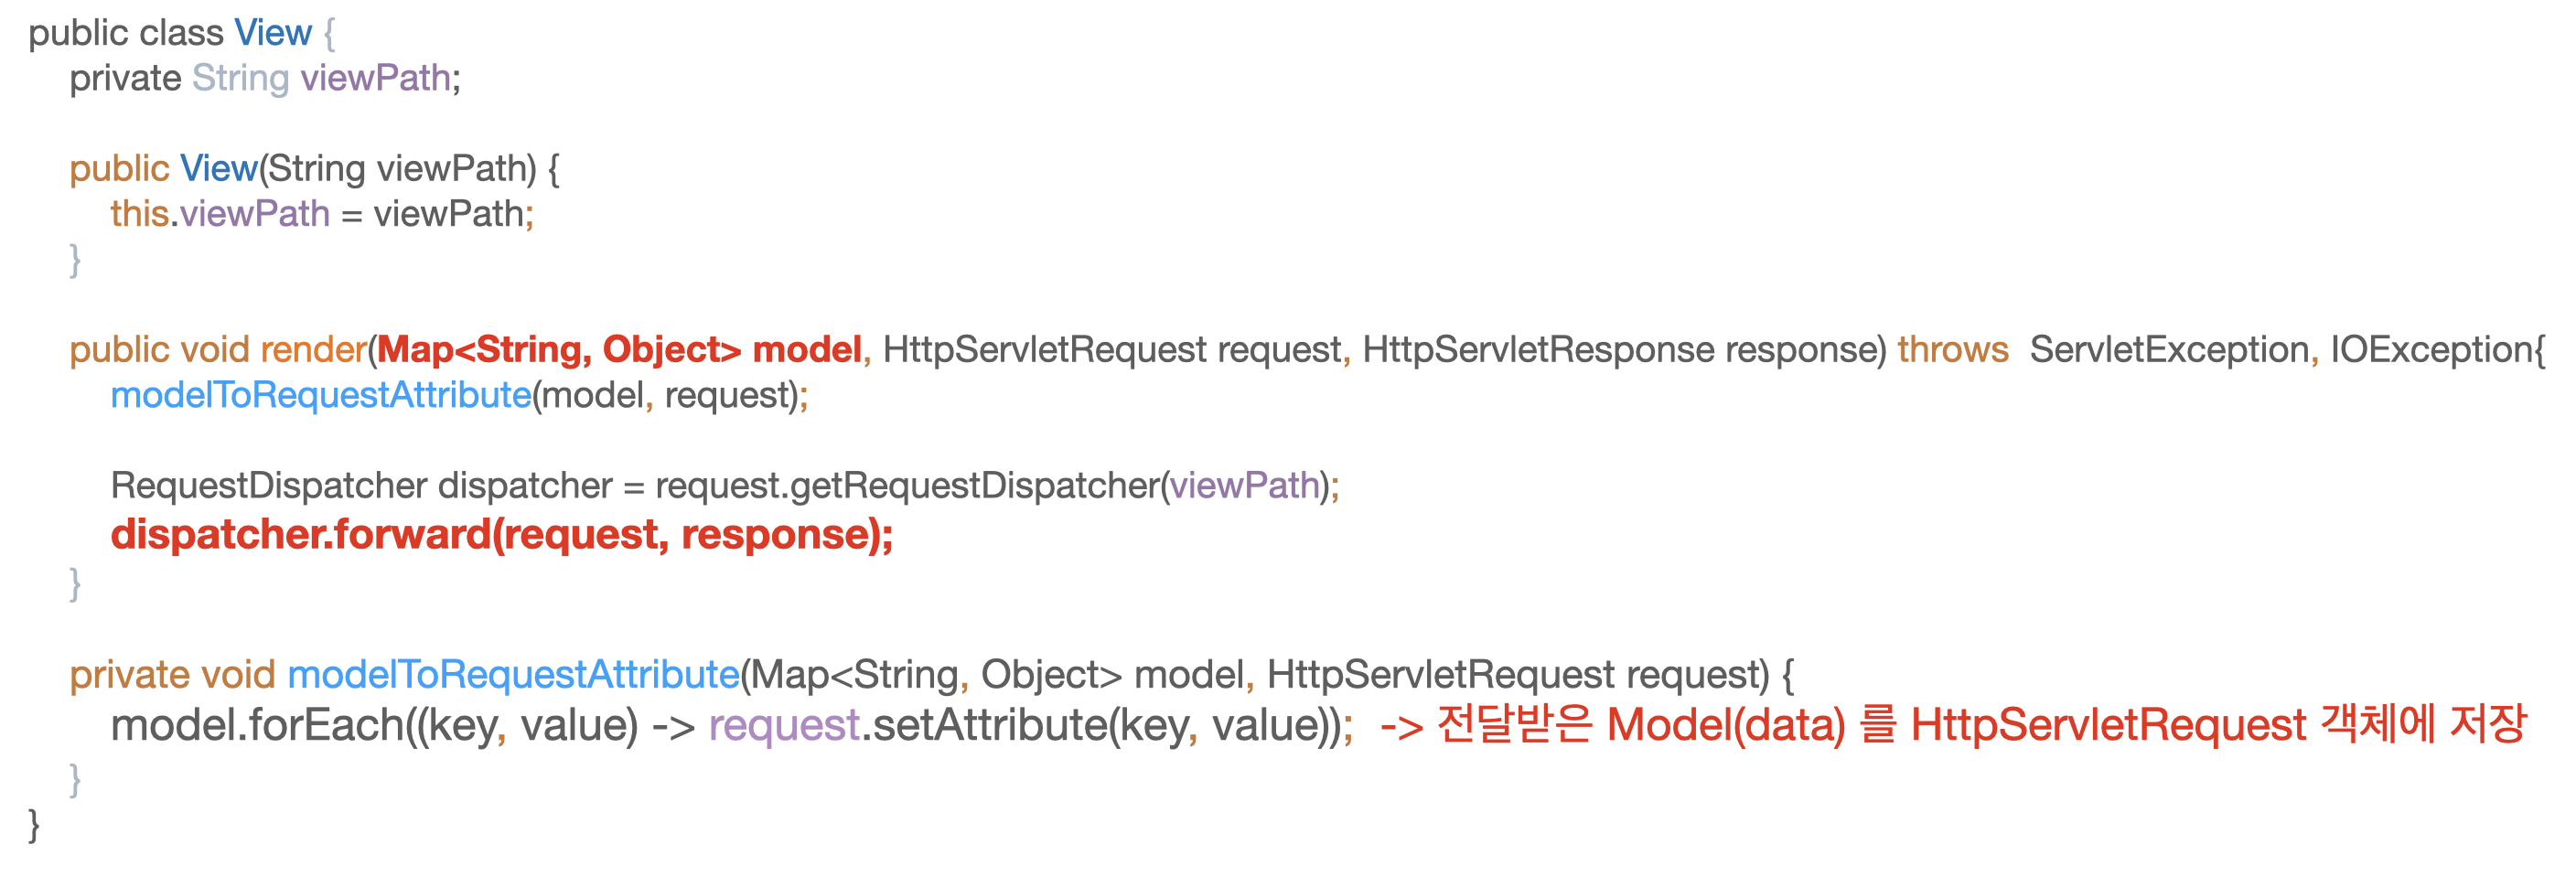 public class View {
private String viewPath;
public View(String viewPath) {
this.viewPath = viewPath;
}
public void render(Map<String, Object> model, HttpServletRequest request, HttpServletResponse response) throws  ServletException, IOException{
modelToRequestAttribute(model, request);
RequestDispatcher dispatcher = request.getRequestDispatcher(viewPath);
dispatcher.forward(request, response);
}
private void modelToRequestAttribute(Map<String, Object> model, HttpServletRequest request) {
model.forEach((key, value) -> request.setAttribute(key, value));  -> 전달받은 Model(data) 를 HttpServletRequest 객체에 저장
}
}